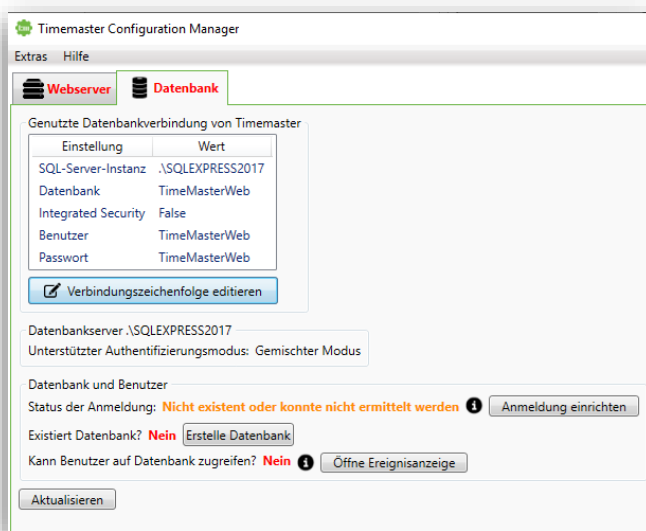 Timemaster Configuration Manager
Extras Hilfe
Webserver Datenbank
Genutzte Datenbankverbindung von Timemaster
Einstellung Wert
SQL-Server-Instanz .\SQLEXPRESS2017
Datenbank TimeMasterWeb
Integrated Security False
Benutzer TimeMasterWeb
Passwort TimeMasterWeb
Verbindungszeichenfolge editieren
Datenbankserver .\SQLEXPRESS2017
Unterstützter Authentifizierungsmodus: Gemischter Modus
Datenbank und Benutzer
Status der Anmeldung: Nicht existent oder konnte nicht ermittelt werden Anmeldung einrichten
Existiert Datenbank? Nein Erstelle Datenbank
Kann Benutzer auf Datenbank zugreifen? Nein Öffne Ereignisanzeige
Aktualisieren